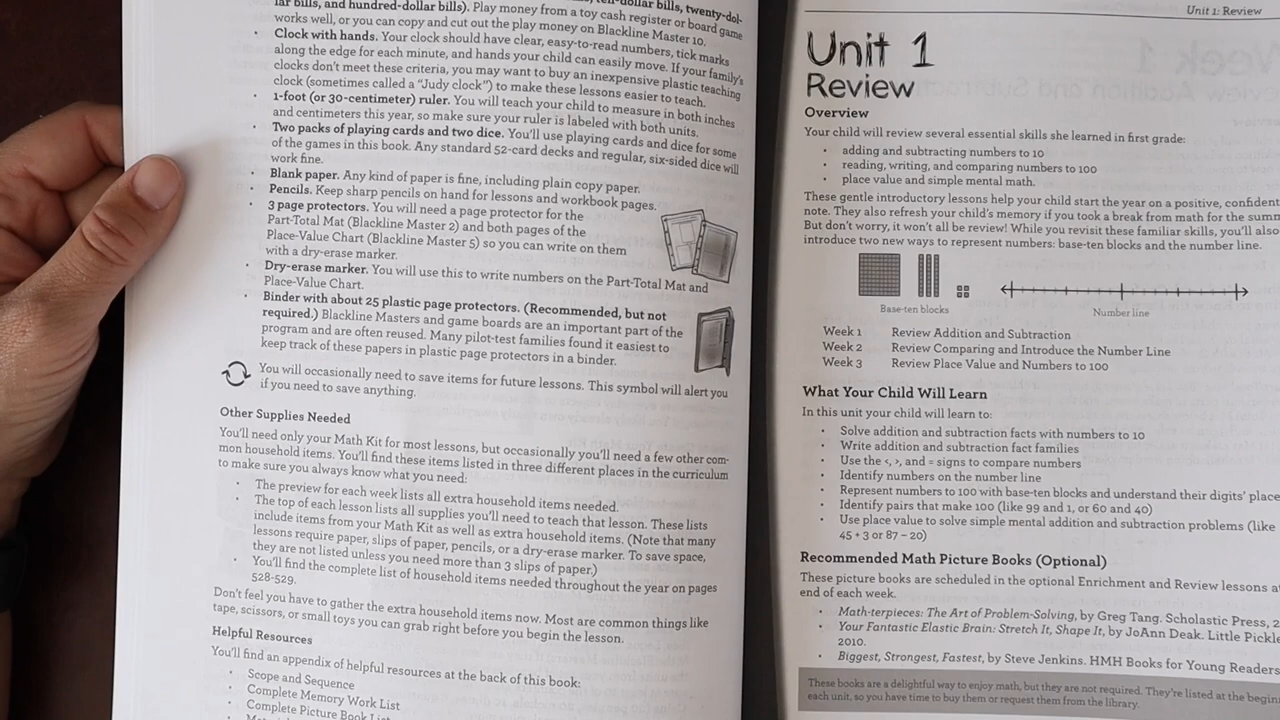 ten-dollar bills, twenty-dol-
lar bills, and hundred-dollar bills). Play money from a toy cash register or board game
works well, or you can copy and cut out the play money on Blackline Master 10.
• Clock with hands. Your clock should have clear, easy-to-read numbers, tick marks
along the edge for each minute, and hands your child can easily move. If your family's
clocks don't meet these criteria, you may want to buy an inexpensive plastic teaching
clock (sometimes called a "Judy clock") to make these lessons easier to teach.
• 1-foot (or 30-centimeter) ruler. You will teach your child to measure in both inches
and centimeters this year, so make sure your ruler is labeled with both units.
• Two packs of playing cards and two dice. You'll use playing cards and dice for some
of the games in this book. Any standard 52-card decks and regular, six-sided dice will
work fine.
• Blank paper. Any kind of paper is fine, including plain copy paper.
• Pencils. Keep sharp pencils on hand for lessons and workbook pages.
• 3 page protectors. You will need a page protector for the
Part-Total Mat (Blackline Master 2) and both pages of the
Place-Value Chart (Blackline Master 5) so you can write on them
with a dry-erase marker.
• Dry-erase marker. You will use this to write numbers on the Part-Total Mat and
Place-Value Chart.
• Binder with about 25 plastic page protectors. (Recommended, but not
required.) Blackline Masters and game boards are an important part of the
program and are often reused. Many pilot-test families found it easiest to
keep track of these papers in plastic page protectors in a binder.
You will occasionally need to save items for future lessons. This symbol will alert you
if you need to save anything.
Other Supplies Needed
You'll need only your Math Kit for most lessons, but occasionally you'll need a few other com-
mon household items. You'll find these items listed in three different places in the curriculum
to make sure you always know what you need:
• The preview for each week lists all extra household items needed.
• The top of each lesson lists all supplies you'll need to teach that lesson. These lists
include items from your Math Kit as well as extra household items. (Note that many
lessons require paper, slips of paper, pencils, or a dry-erase marker. To save space,
they are not listed unless you need more than 3 slips of paper.)
• You'll find the complete list of household items needed throughout the year on pages
528-529.
Don't feel you have to gather the extra household items now. Most are common things like
tape, scissors, or small toys you can grab right before you begin the lesson.
Helpful Resources
You'll find an appendix of helpful resources at the back of this book:
• Scope and Sequence
• Complete Memory Work List
• Complete Picture Book List
Unit 1: Review
Unit 1
Review
Overview
Your child will review several essential skills she learned in first grade:
• adding and subtracting numbers to 10
• reading, writing, and comparing numbers to 100
• place value and simple mental math.
These gentle introductory lessons help your child start the year on a positive, confident
note. They also refresh your child's memory if you took a break from math for the summ
But don't worry, it won't all be review! While you revisit these familiar skills, you'll also
introduce two new ways to represent numbers: base-ten blocks and the number line.
Base-ten blocks
Number line
Week 1 Review Addition and Subtraction
Week 2 Review Comparing and Introduce the Number Line
Week 3 Review Place Value and Numbers to 100
What Your Child Will Learn
In this unit your child will learn to:
• Solve addition and subtraction facts with numbers to 10
• Write addition and subtraction fact families
• Use the <, >, and = signs to compare numbers
• Identify numbers on the number line
• Represent numbers to 100 with base-ten blocks and understand their digits' place
• Identify pairs that make 100 (like 99 and 1, or 60 and 40)
• Use place value to solve simple mental addition and subtraction problems (like
45 + 3 or 87 – 20)
Recommended Math Picture Books (Optional)
These picture books are scheduled in the optional Enrichment and Review lessons a
end of each week.
• Math-terpieces: The Art of Problem-Solving, by Greg Tang. Scholastic Press, 2
• Your Fantastic Elastic Brain: Stretch It, Shape It, by JoAnn Deak. Little Pickle
2010.
• Biggest, Strongest, Fastest, by Steve Jenkins. HMH Books for Young Readers
These books are a delightful way to enjoy math, but they are not required. They're listed at the begin
each unit, so you have time to buy them or request them from the library.